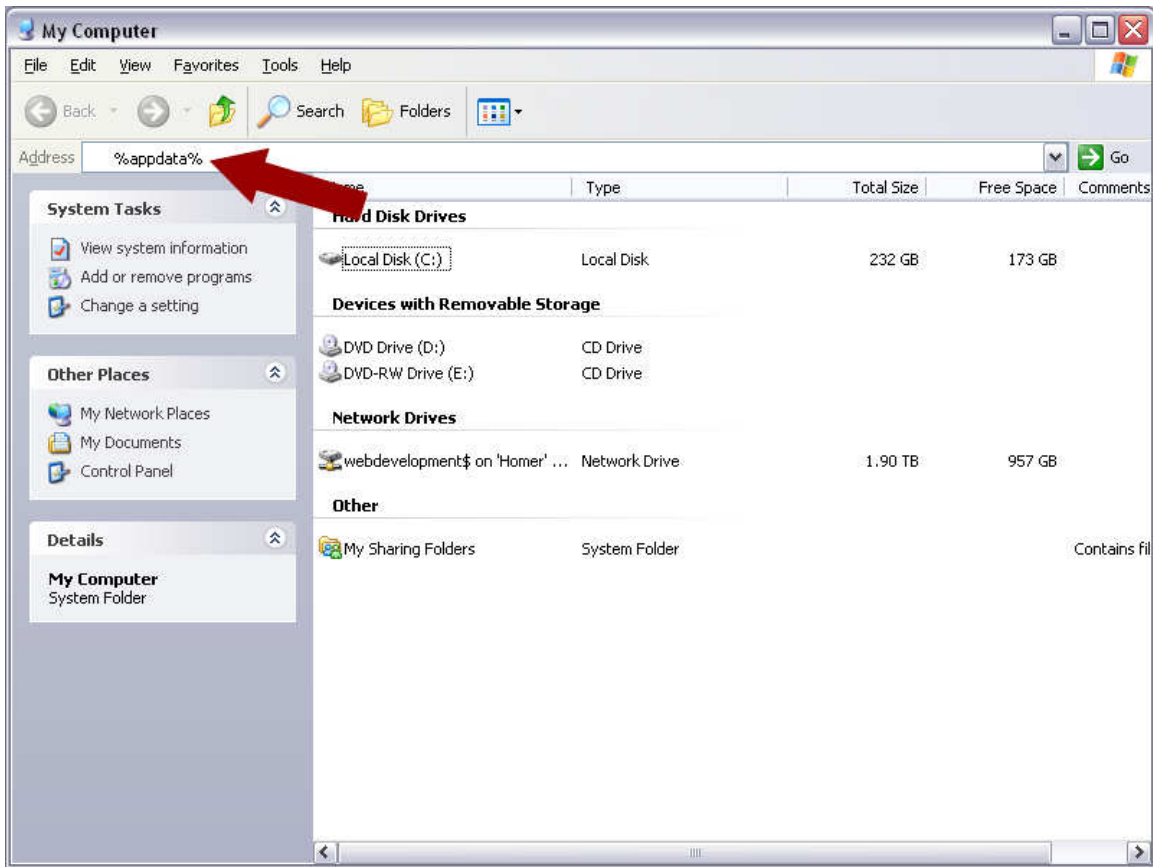 My Computer
File Edit View Favorites Tools Help
Back Search Folders
Address %appdata% Go
Type Total Size Free Space Comments
System Tasks
View system information
Add or remove programs
Change a setting
Other Places
My Network Places
My Documents
Control Panel
Details
My Computer
System Folder
Hard Disk Drives
Local Disk (C:) Local Disk 232 GB 173 GB
Devices with Removable Storage
DVD Drive (D:) CD Drive
DVD-RW Drive (E:) CD Drive
Network Drives
webdevelopment$ on 'Homer' ... Network Drive 1.90 TB 957 GB
Other
My Sharing Folders System Folder Contains fil